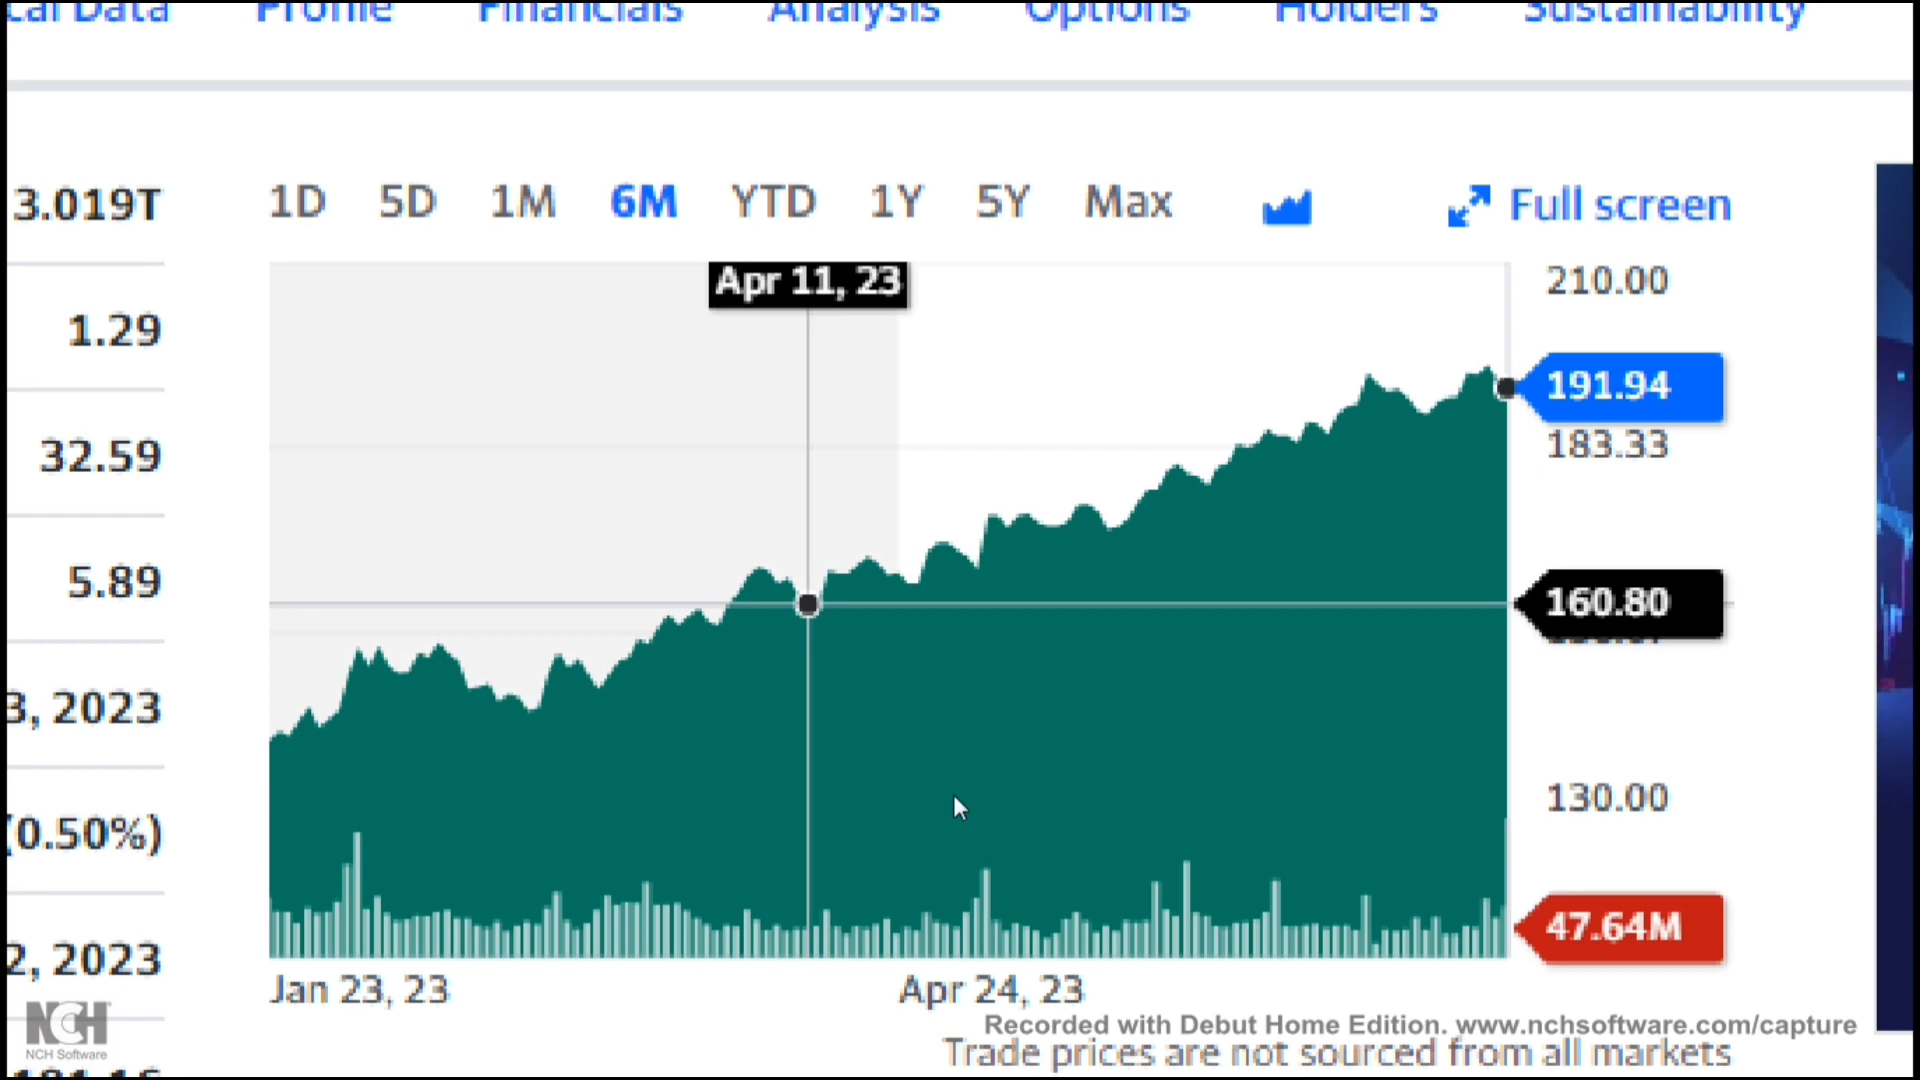 cal Data Profile Financials Analysis Options Holders Sustainability
3.019T
1D 5D 1M 6M YTD 1Y 5Y Max Full screen
Apr 11, 23
210.00
1.29
191.94
183.33
32.59
5.89
160.80
3, 2023
130.00
(0.50%)
47.64M
2, 2023
Jan 23, 23 Apr 24, 23
NCH
NCH Software
Recorded with Debut Home Edition. www.nchsoftware.com/capture
Trade prices are not sourced from all markets